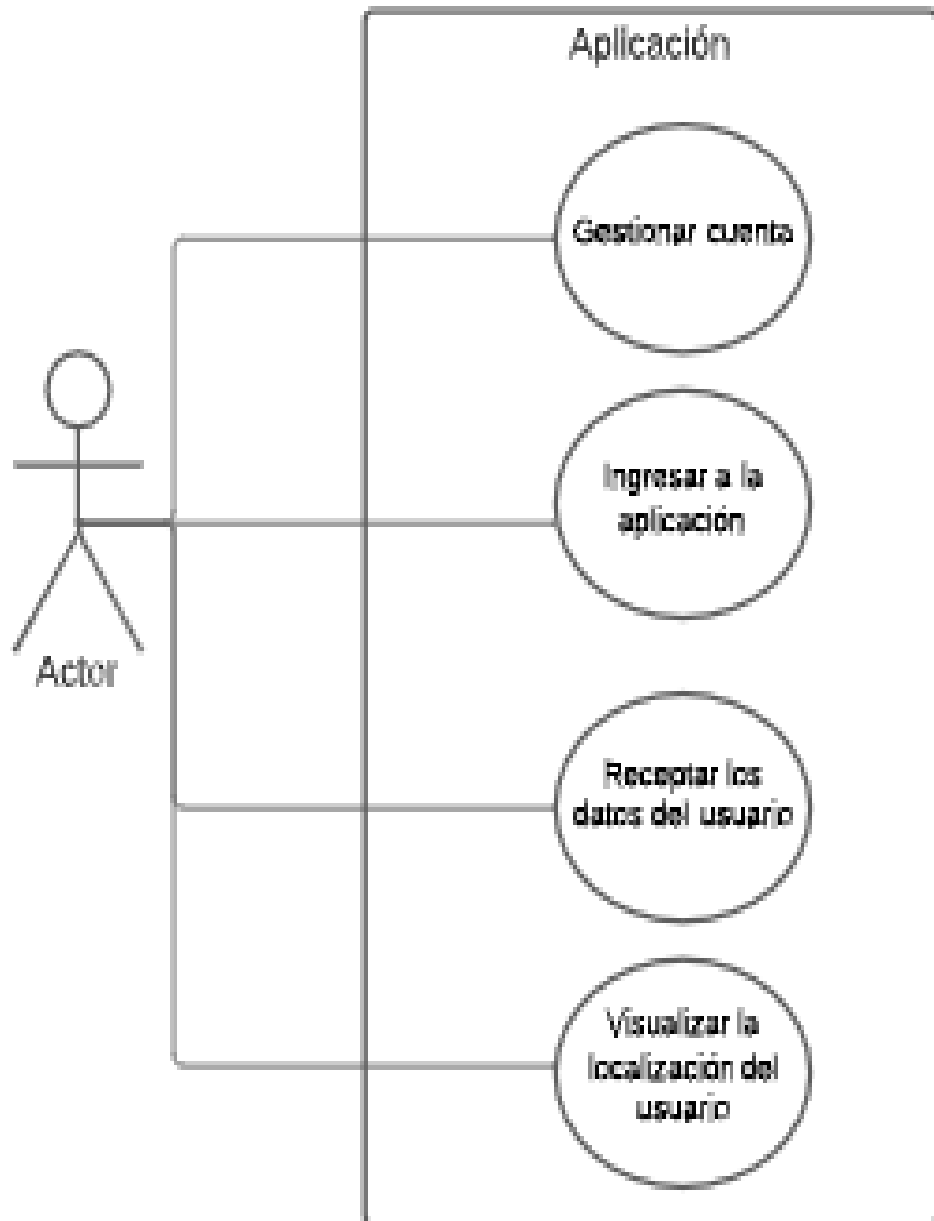 Aplicación
Gestionar cuenta
Ingresar a la
aplicación
Actor
Receptar los
datos del usuario
Visualizar la
localización del
usuario